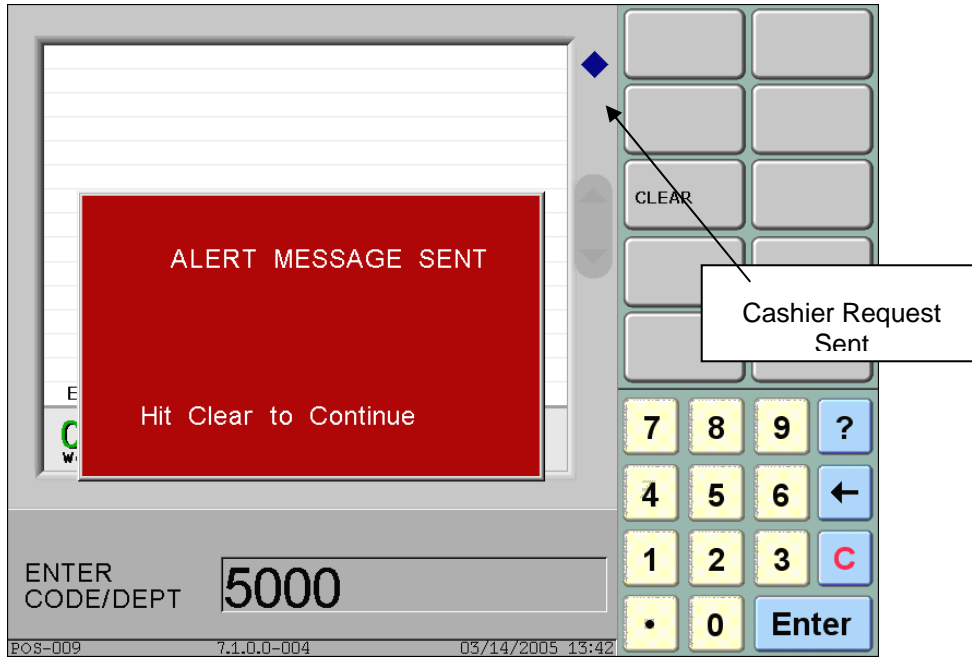 CLEAR
ALERT MESSAGE SENT
Cashier Request
Sent
Hit Clear to Continue
7 8 9 ?
4 5 6 ←
1 2 3 C
• 0 Enter
ENTER
CODE/DEPT
5000
POS-009 7.1.0.0-004 03/14/2005 13:42